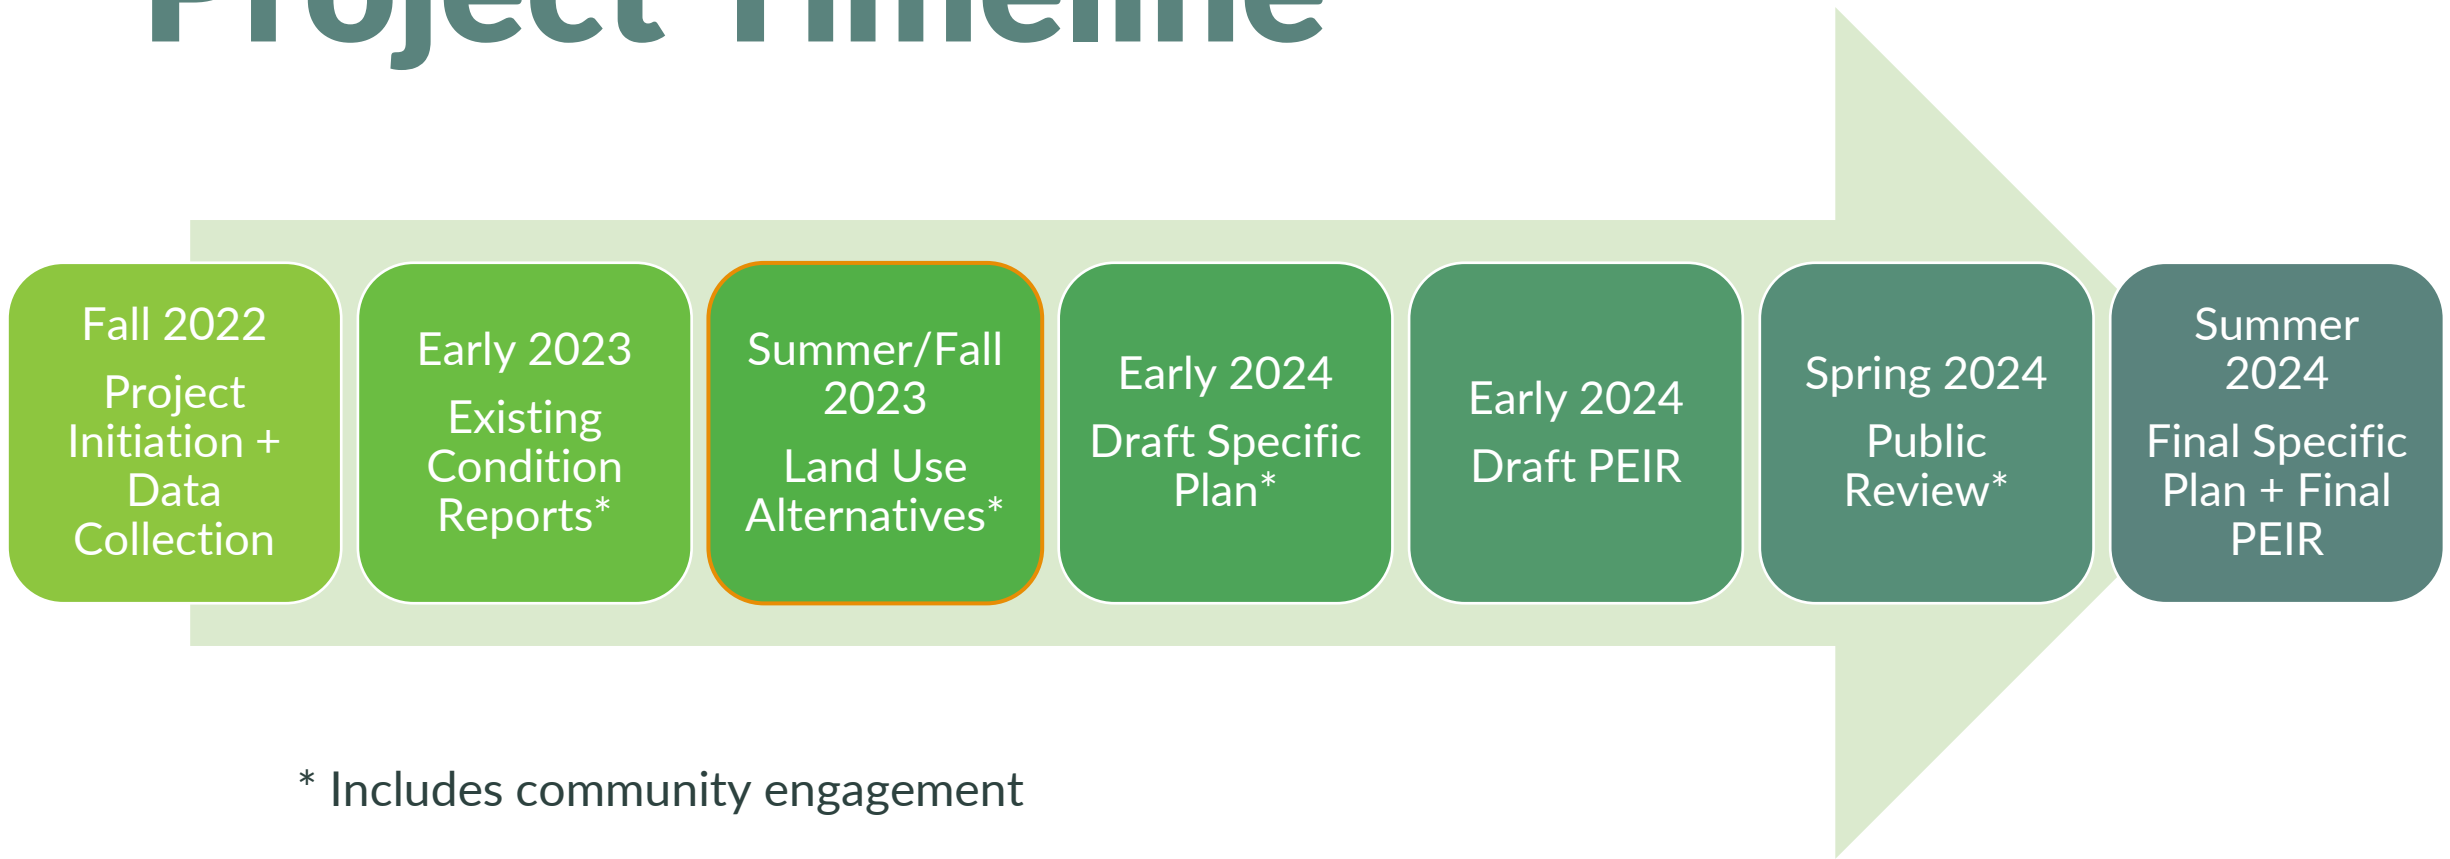 Project Timeline
Fall 2022
Project
Initiation +
Data
Collection
Early 2023
Existing
Condition
Reports*
Summer/Fall
2023
Land Use
Alternatives*
Early 2024
Draft Specific
Plan*
Early 2024
Draft PEIR
Spring 2024
Public
Review*
Summer
2024
Final Specific
Plan + Final
PEIR
* Includes community engagement